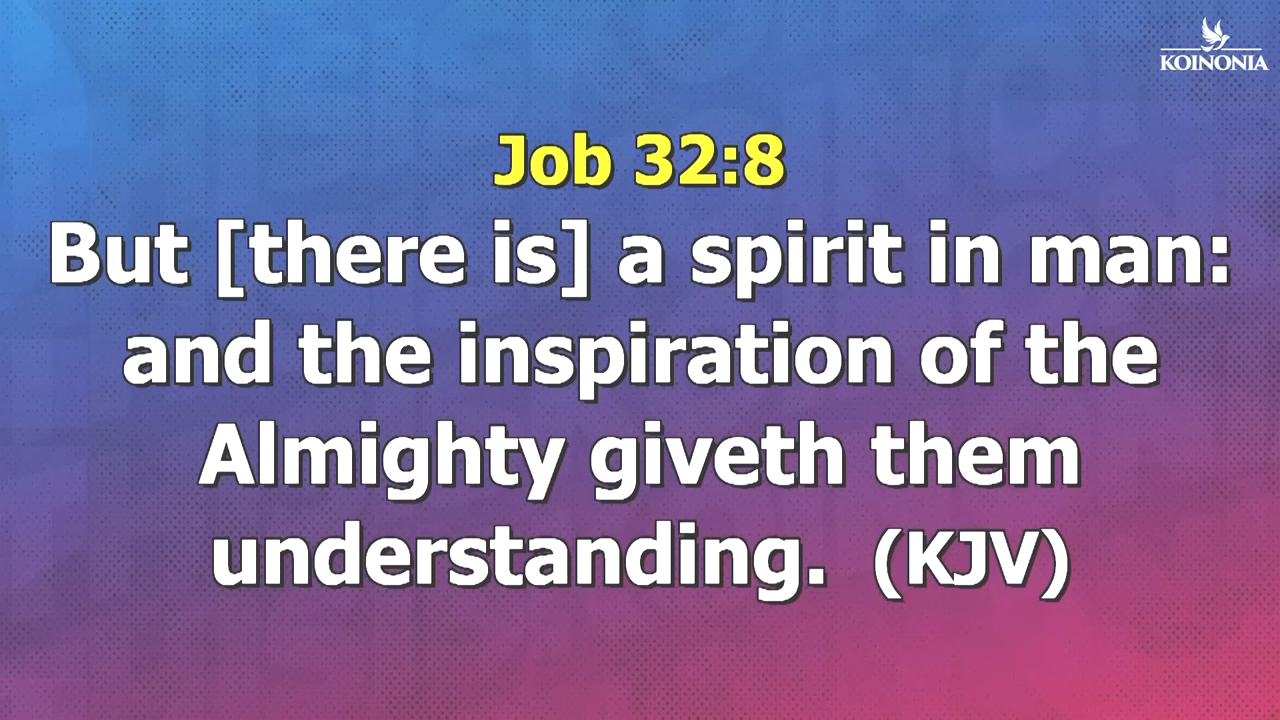 KOINONIA
Job 32:8
But [there is] a spirit in man:
and the inspiration of the
Almighty giveth them
understanding.  (KJV)